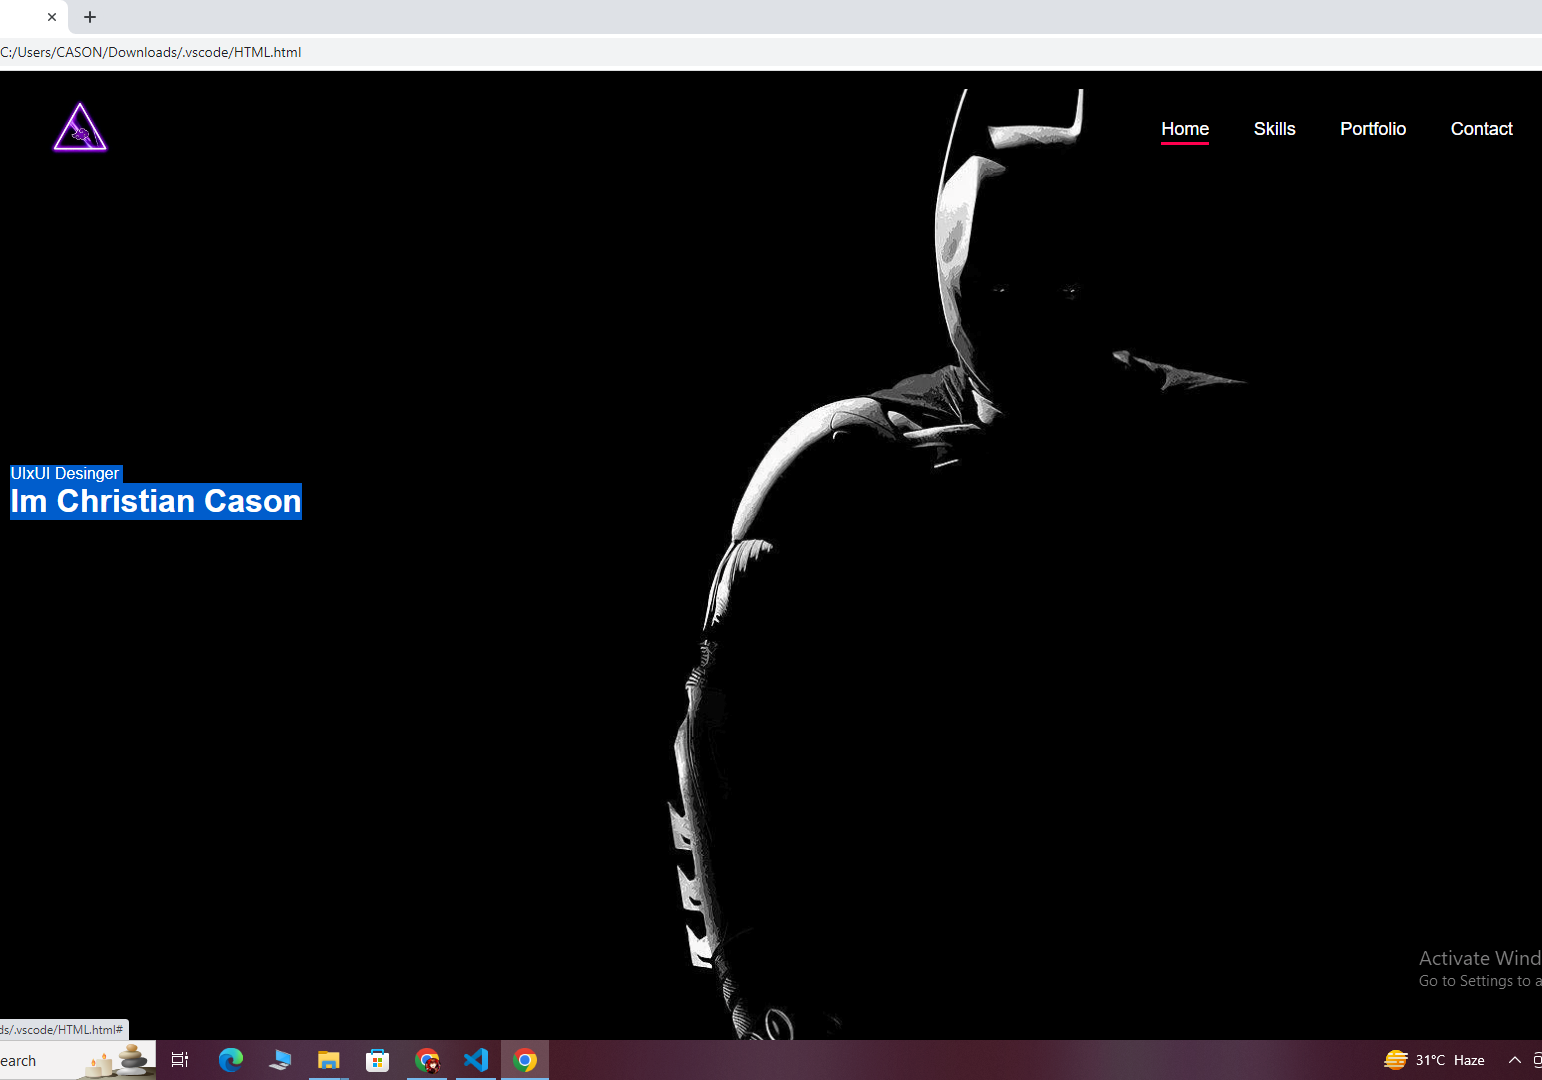 C:/Users/CASON/Downloads/.vscode/HTML.html
Home Skills Portfolio Contact
UIxUI Desinger
Im Christian Cason
Activate Wind
Go to Settings to a
ds/.vscode/HTML.html#
earch
31°C Haze